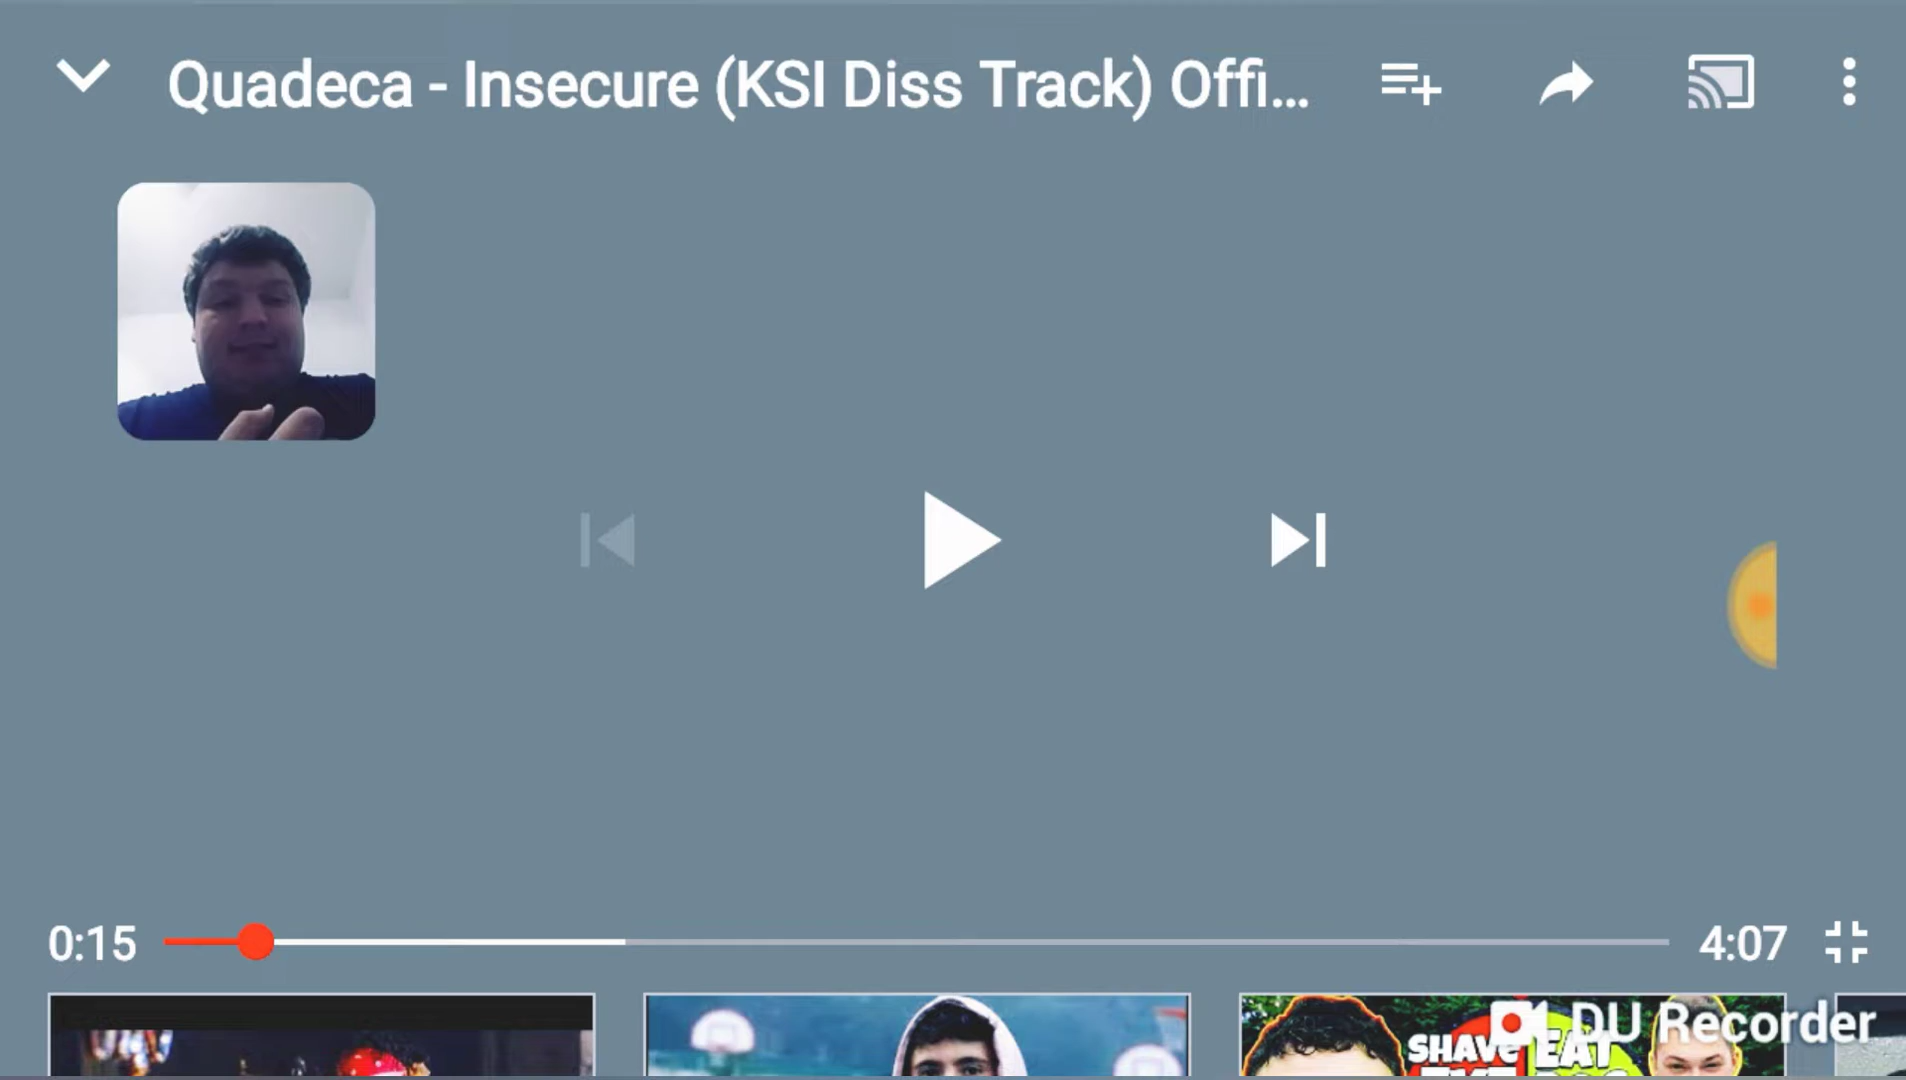 Quadeca - Insecure (KSI Diss Track) Offi...
0:15
4:07
DU Recorder
SHAVE EAT